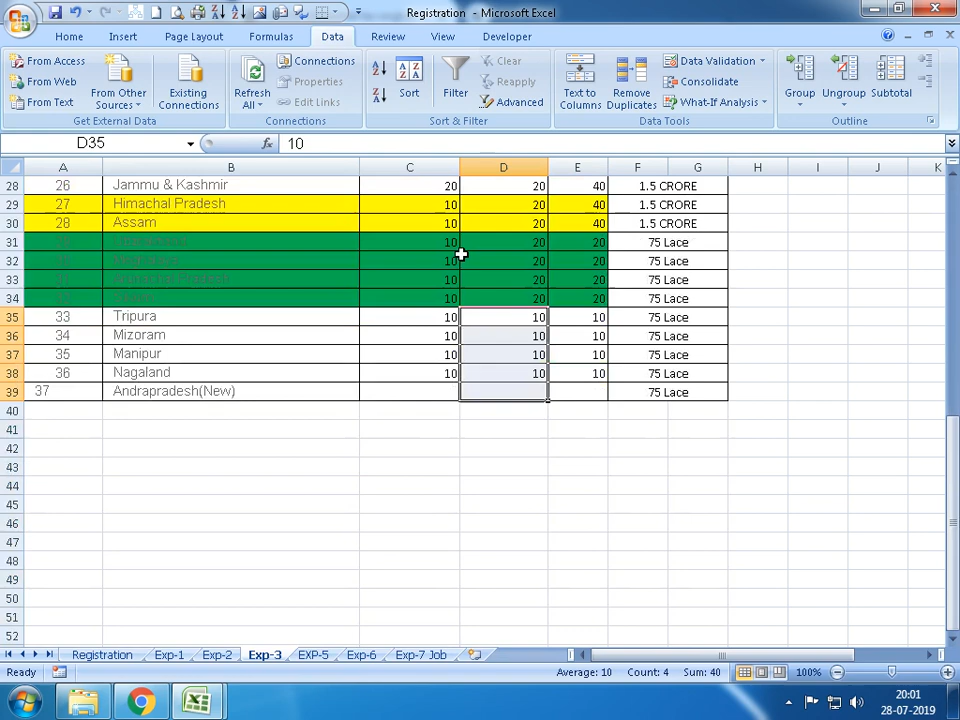 Registration - Microsoft Excel
Home Insert Page Layout Formulas Data Review View Developer
From Access
From Web
From Text
From Other Sources
Existing Connections
Get External Data
Refresh All
Connections
Properties
Edit Links
Connections
Sort
Filter
Clear
Reapply
Advanced
Sort & Filter
Text to Columns
Remove Duplicates
Data Validation
Consolidate
What-If Analysis
Data Tools
Group
Ungroup
Subtotal
Outline
D35 fx 10
A B C D E F G H I J K
28 26 Jammu & Kashmir 20 20 40 1.5 CRORE
29 27 Himachal Pradesh 10 20 40 1.5 CRORE
30 28 Assam 10 20 40 1.5 CRORE
31 10 20 20 75 Lace
32 10 20 20 75 Lace
33 Arunachal Pradesh 10 20 20 75 Lace
34 10 20 20 75 Lace
35 33 Tripura 10 10 10 75 Lace
36 34 Mizoram 10 10 10 75 Lace
37 35 Manipur 10 10 10 75 Lace
38 36 Nagaland 10 10 10 75 Lace
39 37 Andrapradesh(New) 75 Lace
40
41
42
43
44
45
46
47
48
49
50
51
52
Registration Exp-1 Exp-2 Exp-3 EXP-5 Exp-6 Exp-7 Job
Ready Average: 10 Count: 4 Sum: 40 100%
20:01
28-07-2019